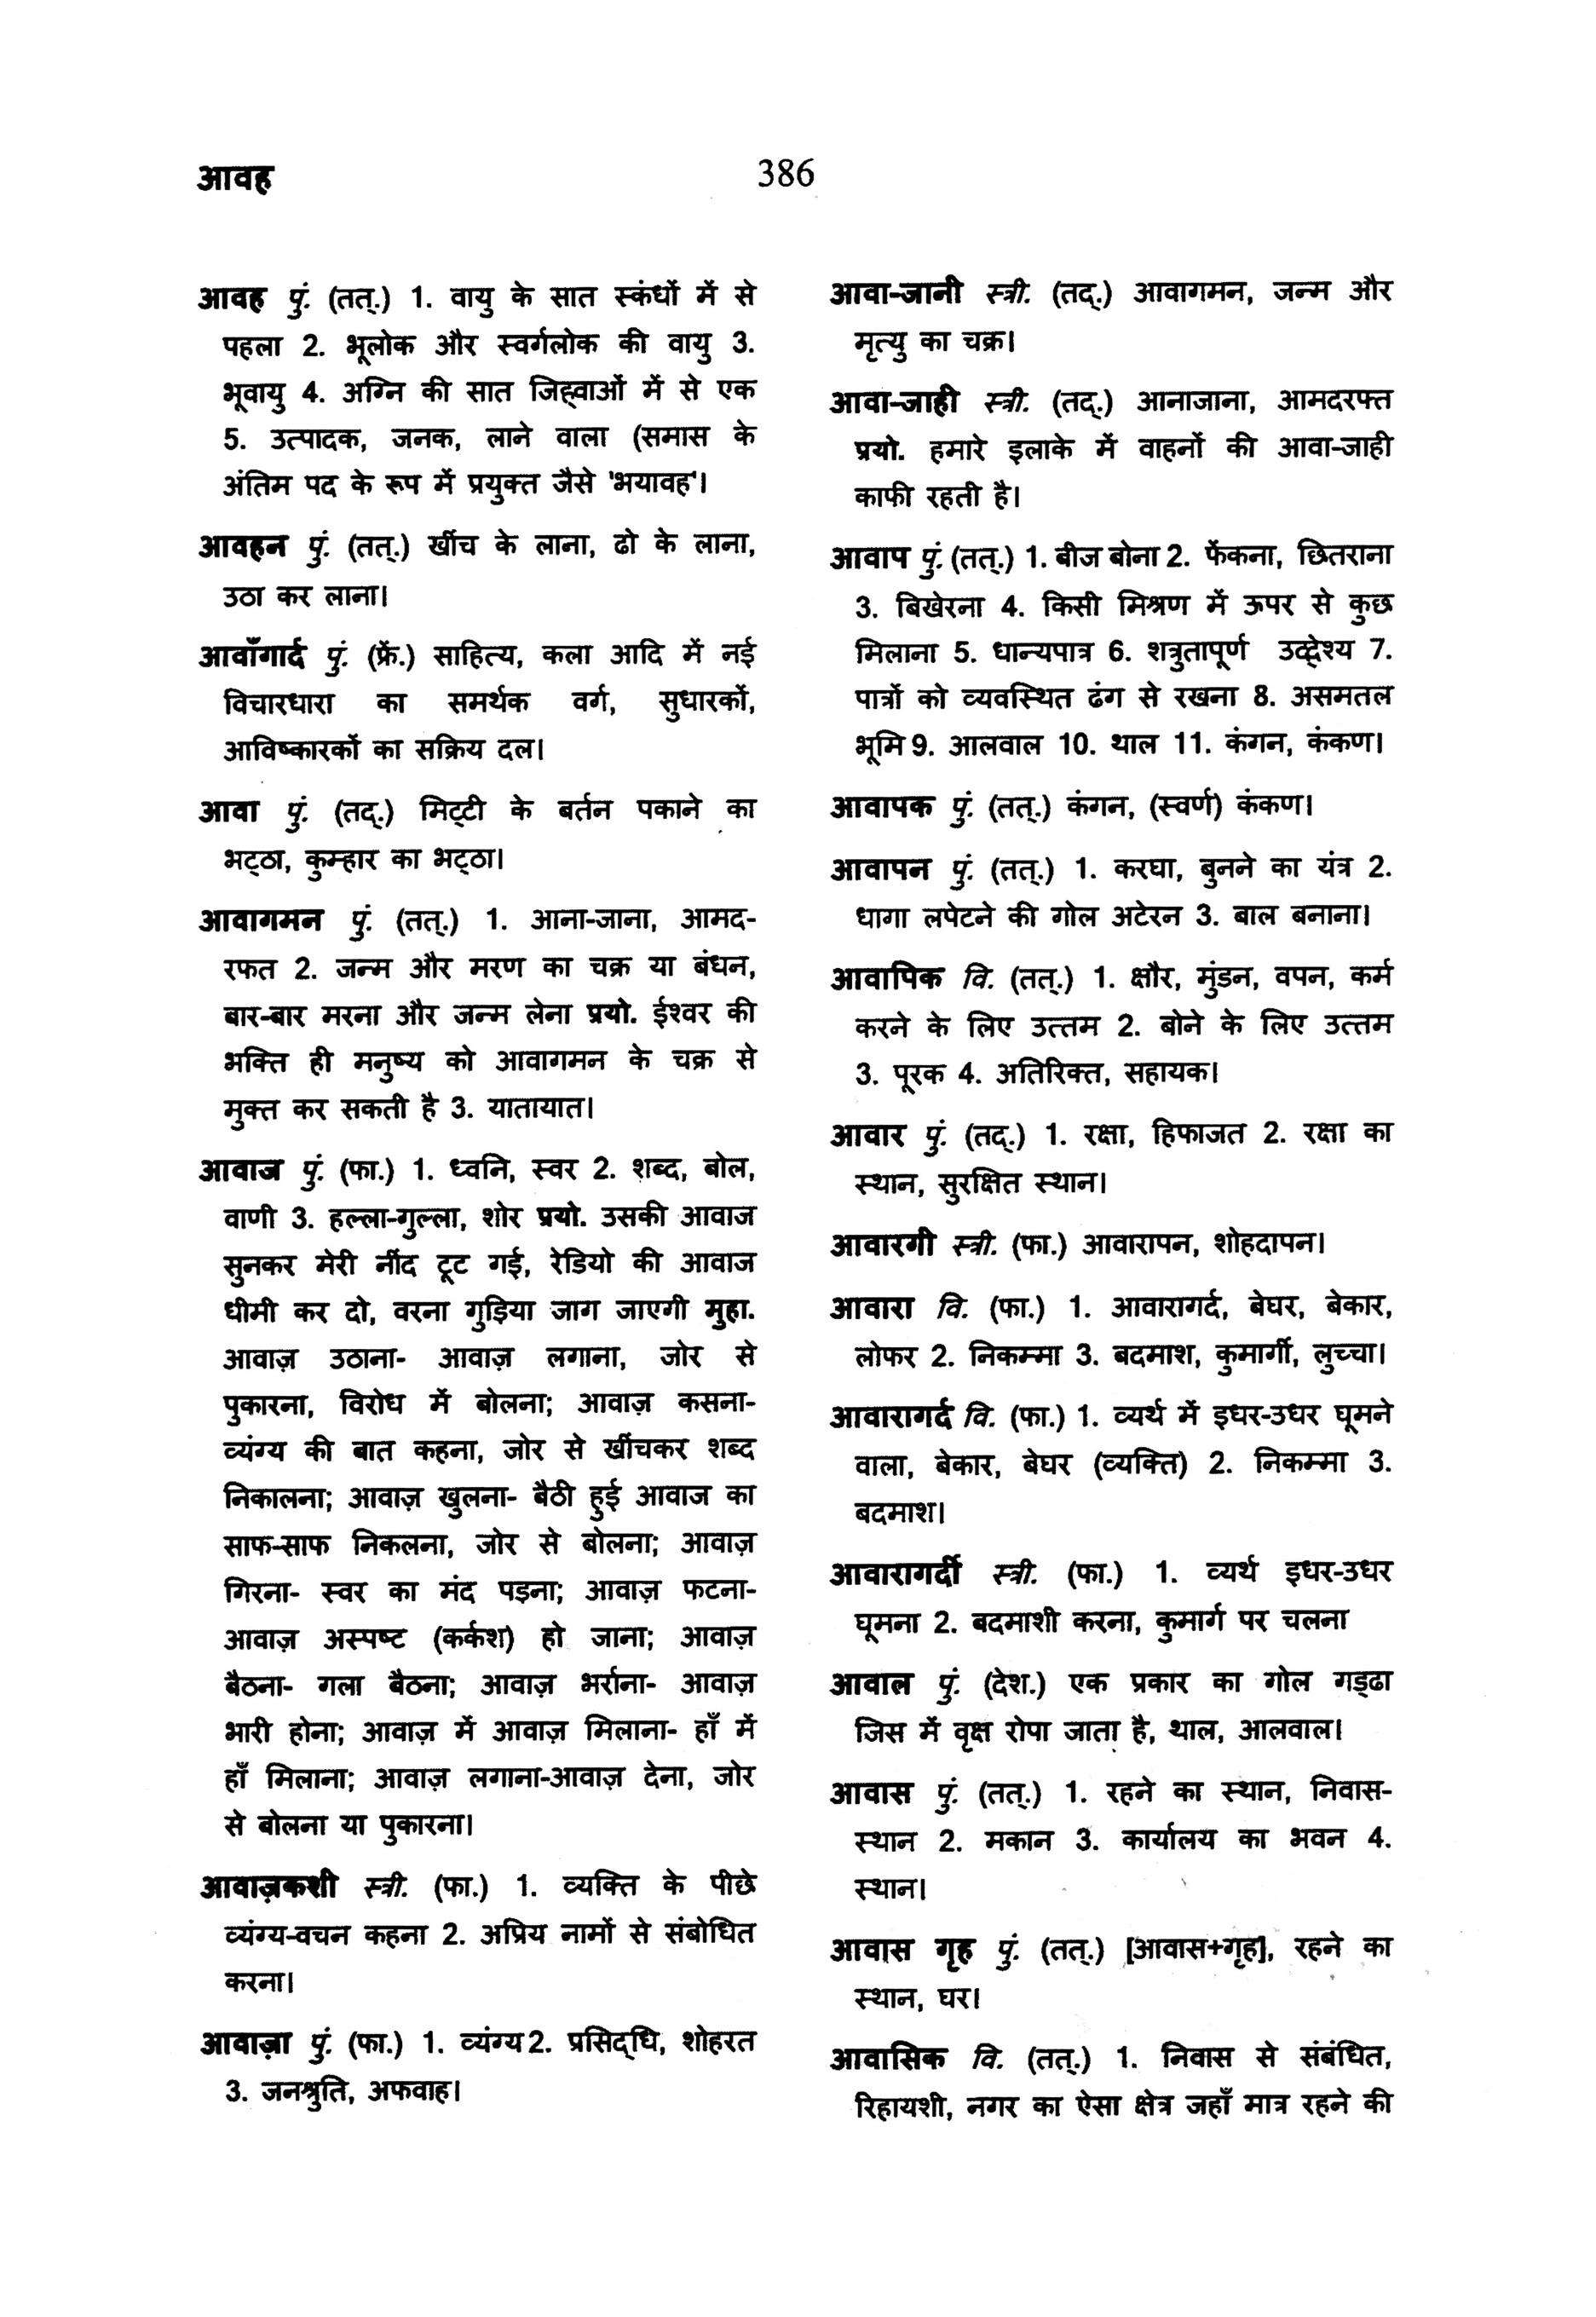 आवह
386
आवह पुं. (तत्.) 1. वायु के सात स्कंधों में से
पहला 2. भूलोक और स्वर्गलोक की वायु 3.
भूवायु 4. अग्नि की सात जिह्वाओं में से एक
5. उत्पादक, जनक, लाने वाला (समास के
अंतिम पद के रूप में प्रयुक्त जैसे 'भयावह'।
आवहन पुं. (तत्.) खींच के लाना, ढो के लाना,
उठा कर लाना।
आवाँगार्द पुं. (फ्रें.) साहित्य, कला आदि में नई
विचारधारा का समर्थक वर्ग, सुधारकों,
आविष्कारकों का सक्रिय दल।
आवा पुं. (तद्.) मिट्टी के बर्तन पकाने का
भट्ठा, कुम्हार का भट्ठा।
आवागमन पुं. (तत्.) 1. आना-जाना, आमद-
रफत 2. जन्म और मरण का चक्र या बंधन,
बार-बार मरना और जन्म लेना प्रयो. ईश्वर की
भक्ति ही मनुष्य को आवागमन के चक्र से
मुक्त कर सकती है 3. यातायात।
आवाज पुं. (फा.) 1. ध्वनि, स्वर 2. शब्द, बोल,
वाणी 3. हल्ला-गुल्ला, शोर प्रयो. उसकी आवाज
सुनकर मेरी नींद टूट गई, रेडियो की आवाज
धीमी कर दो, वरना गुड़िया जाग जाएगी मुहा.
आवाज़ उठाना- आवाज़ लगाना, जोर से
पुकारना, विरोध में बोलना; आवाज़ कसना-
व्यंग्य की बात कहना, जोर से खींचकर शब्द
निकालना; आवाज़ खुलना- बैठी हुई आवाज का
साफ-साफ निकलना, जोर से बोलना; आवाज़
गिरना- स्वर का मंद पड़ना; आवाज़ फटना-
आवाज़ अस्पष्ट (कर्कश) हो जाना; आवाज़
बैठना- गला बैठना; आवाज़ भर्राना- आवाज़
भारी होना; आवाज़ में आवाज़ मिलाना- हाँ में
हाँ मिलाना; आवाज़ लगाना-आवाज़ देना, जोर
से बोलना या पुकारना।
आवाज़कशी स्त्री. (फा.) 1. व्यक्ति के पीछे
व्यंग्य-वचन कहना 2. अप्रिय नामों से संबोधित
करना।
आवाज़ा पुं. (फा.) 1. व्यंग्य 2. प्रसिद्धि, शोहरत
3. जनश्रुति, अफवाह।
आवा-जानी स्त्री. (तद्.) आवागमन, जन्म और
मृत्यु का चक्र।
आवा-जाही स्त्री. (तद्.) आनाजाना, आमदरफ्त
प्रयो. हमारे इलाके में वाहनों की आवा-जाही
काफी रहती है।
आवाप पुं. (तत्.) 1. बीज बोना 2. फेंकना, छितराना
3. बिखेरना 4. किसी मिश्रण में ऊपर से कुछ
मिलाना 5. धान्यपात्र 6. शत्रुतापूर्ण उद्देश्य 7.
पात्रों को व्यवस्थित ढंग से रखना 8. असमतल
भूमि 9. आलवाल 10. थाल 11. कंगन, कंकण।
आवापक पुं. (तत्.) कंगन, (स्वर्ण) कंकण।
आवापन पुं. (तत्.) 1. करघा, बुनने का यंत्र 2.
धागा लपेटने की गोल अटेरन 3. बाल बनाना।
आवापिक वि. (तत्.) 1. क्षौर, मुंडन, वपन, कर्म
करने के लिए उत्तम 2. बोने के लिए उत्तम
3. पूरक 4. अतिरिक्त, सहायक।
आवार पुं. (तद्.) 1. रक्षा, हिफाजत 2. रक्षा का
स्थान, सुरक्षित स्थान।
आवारगी स्त्री. (फा.) आवारापन, शोहदापन।
आवारा वि. (फा.) 1. आवारागर्द, बेघर, बेकार,
लोफर 2. निकम्मा 3. बदमाश, कुमार्गी, लुच्चा।
आवारागर्द वि. (फा.) 1. व्यर्थ में इधर-उधर घूमने
वाला, बेकार, बेघर (व्यक्ति) 2. निकम्मा 3.
बदमाश।
आवारागर्दी स्त्री. (फा.) 1. व्यर्थ इधर-उधर
घूमना 2. बदमाशी करना, कुमार्ग पर चलना
आवाल पुं. (देश.) एक प्रकार का गोल गड्ढा
जिस में वृक्ष रोपा जाता है, थाल, आलवाल।
आवास पुं. (तत्.) 1. रहने का स्थान, निवास-
स्थान 2. मकान 3. कार्यालय का भवन 4.
स्थान।
आवास गृह पुं. (तत्.) [आवास+गृह], रहने का
स्थान, घर।
आवासिक वि. (तत्.) 1. निवास से संबंधित,
रिहायशी, नगर का ऐसा क्षेत्र जहाँ मात्र रहने की